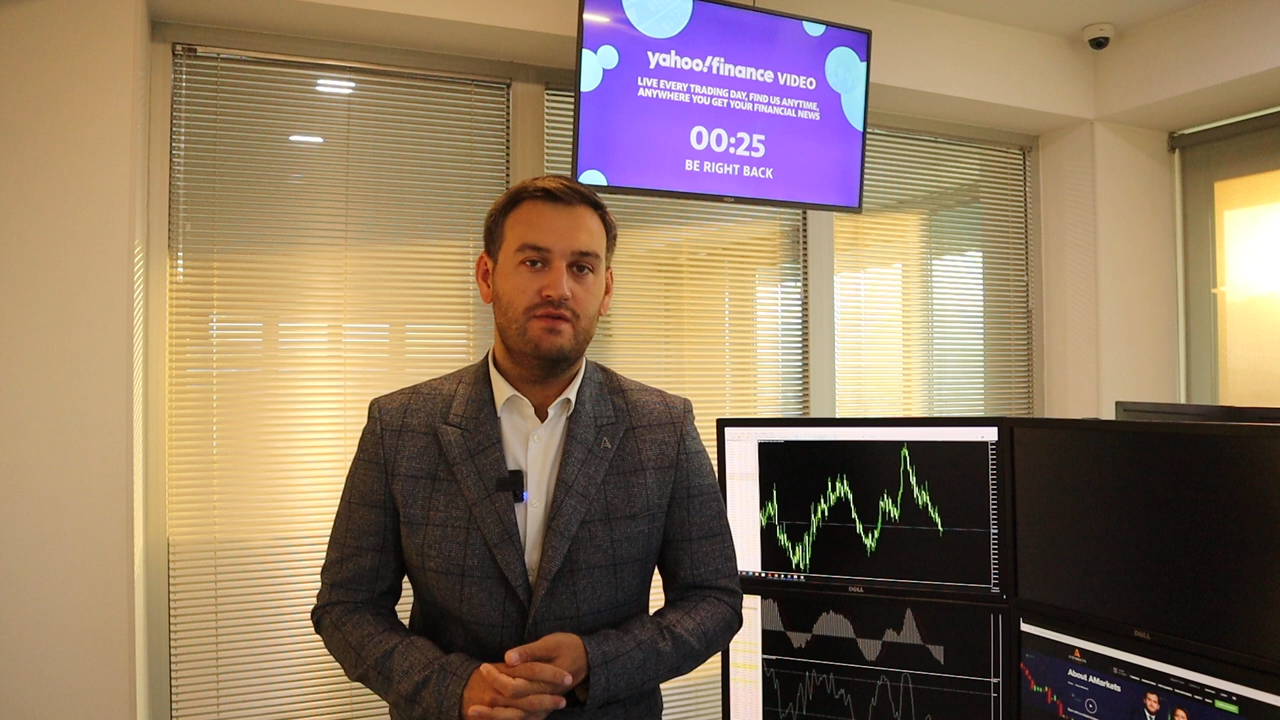 yahoo!finance VIDEO
LIVE EVERY TRADING DAY, FIND US ANYTIME,
ANYWHERE YOU GET YOUR FINANCIAL NEWS
00:25
BE RIGHT BACK
DELL
DELL
About AMarkets